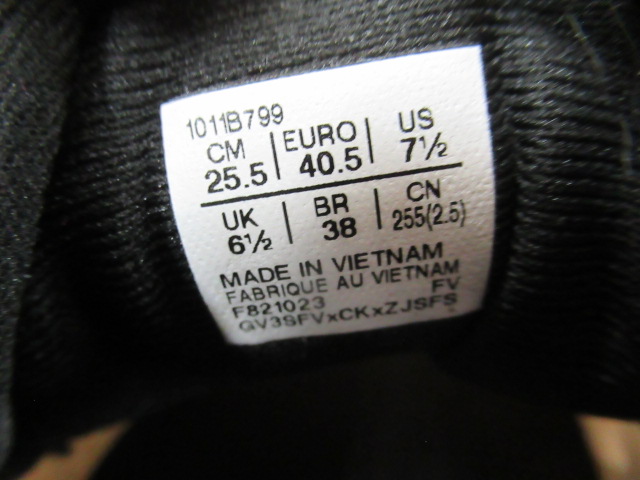 1011B799
CM EURO US
25.5 40.5 7½
UK BR CN
6½ 38 255(2.5)
MADE IN VIETNAM
FABRIQUE AU VIETNAM
F821023 FV
GV3SFVxCKxZJSFS